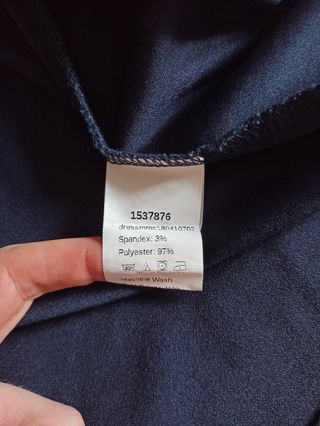 1537876
Spandex: 3%
Polyester: 97%
Machine Wash